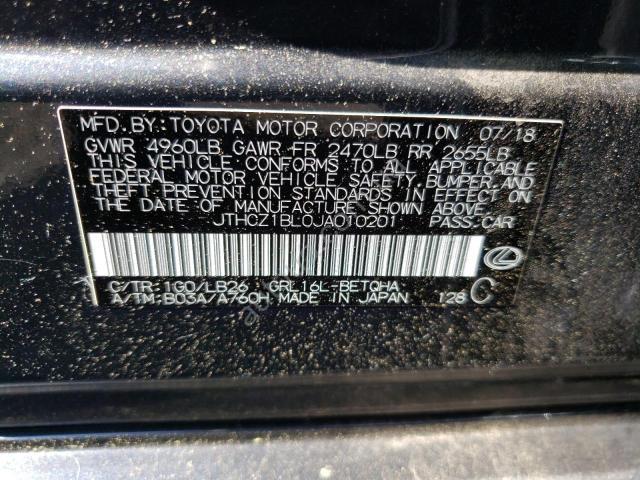 MFD.BY:TOYOTA MOTOR CORPORATION 07/18
GVWR 4960LB, GAWR FR 2470LB RR 2655LB
THIS VEHICLE CONFORMS TO ALL APPLICABLE
FEDERAL MOTOR VEHICLE SAFETY, BUMPER, AND
THEFT PREVENTION STANDARDS IN EFFECT ON
THE DATE OF MANUFACTURE SHOWN ABOVE.
JTHCZ1BL0JA010201 PASS.CAR
C/TR:1G0/LB26 GRL16L-BETQHA
A/TM:B03A/A760H, MADE IN JAPAN 128 C